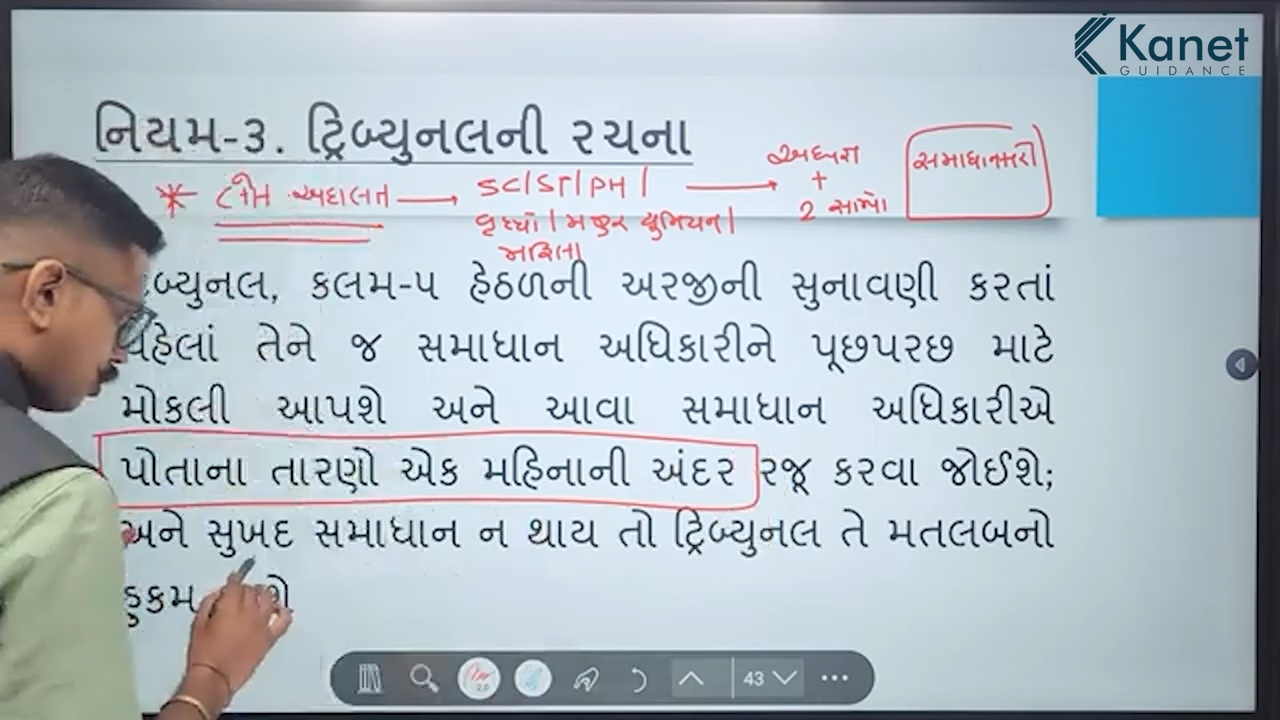 Kanet
GUIDANCE
નિયમ-૩. ટ્રિબ્યુનલની રચના
* અદાલત → SC/ST/PH/ → અધ્યક્ષ + 2 સભ્યો
સમાધાનકારી
વૃધ્ધો / મજુર યુનિયન /
મહિલા
બ્યુનલ, કલમ-૫ હેઠળની અરજીની સુનાવણી કરતાં
પહેલાં તેને જ સમાધાન અધિકારીને પૂછપરછ માટે
મોકલી આપશે અને આવા સમાધાન અધિકારીએ
પોતાના તારણો એક મહિનાની અંદર રજૂ કરવા જોઈશે;
અને સુખદ સમાધાન ન થાય તો ટ્રિબ્યુનલ તે મતલબનો
હુકમ
43